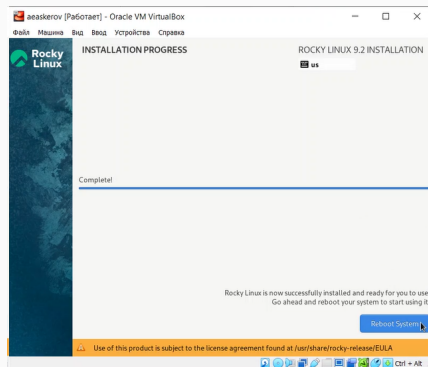 aeaskerov [Работает] - Oracle VM VirtualBox
Файл Машина Вид Ввод Устройства Справка
Rocky
Linux
INSTALLATION PROGRESS
ROCKY LINUX 9.2 INSTALLATION
us
Complete!
Rocky Linux is now successfully installed and ready for you to use
Go ahead and reboot your system to start using it
Reboot System
Use of this product is subject to the license agreement found at /usr/share/rocky-release/EULA
Ctrl + Alt